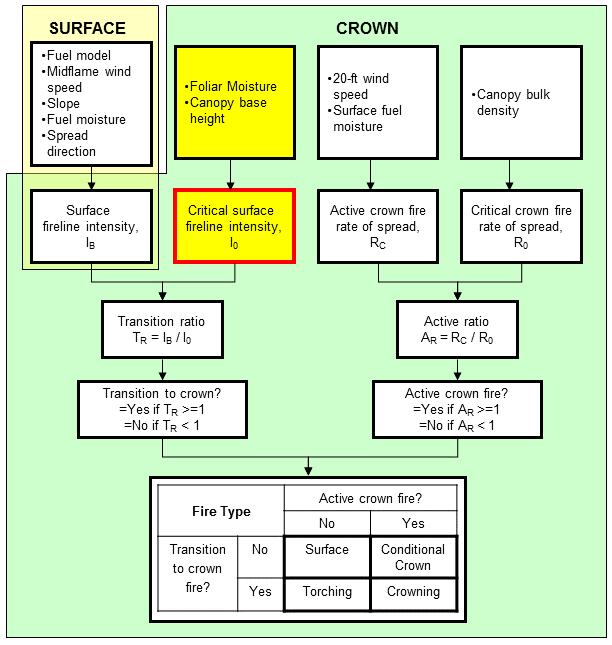 SURFACE
CROWN
•Fuel model
•Midflame wind
speed
•Slope
•Fuel moisture
•Spread
direction
•Foliar Moisture
•Canopy base
height
•20-ft wind
speed
•Surface fuel
moisture
•Canopy bulk
density
Surface
fireline intensity,
I_B
Critical surface
fireline intensity,
I_0
Active crown fire
rate of spread,
R_C
Critical crown fire
rate of spread,
R_0
Transition ratio
T_R = I_B / I_0
Active ratio
A_R = R_C / R_0
Transition to crown?
=Yes if T_R >=1
=No if T_R < 1
Active crown fire?
=Yes if A_R >=1
=No if A_R < 1
Fire Type
Active crown fire?
No
Yes
Transition
to crown
fire?
No
Surface
Conditional
Crown
Yes
Torching
Crowning